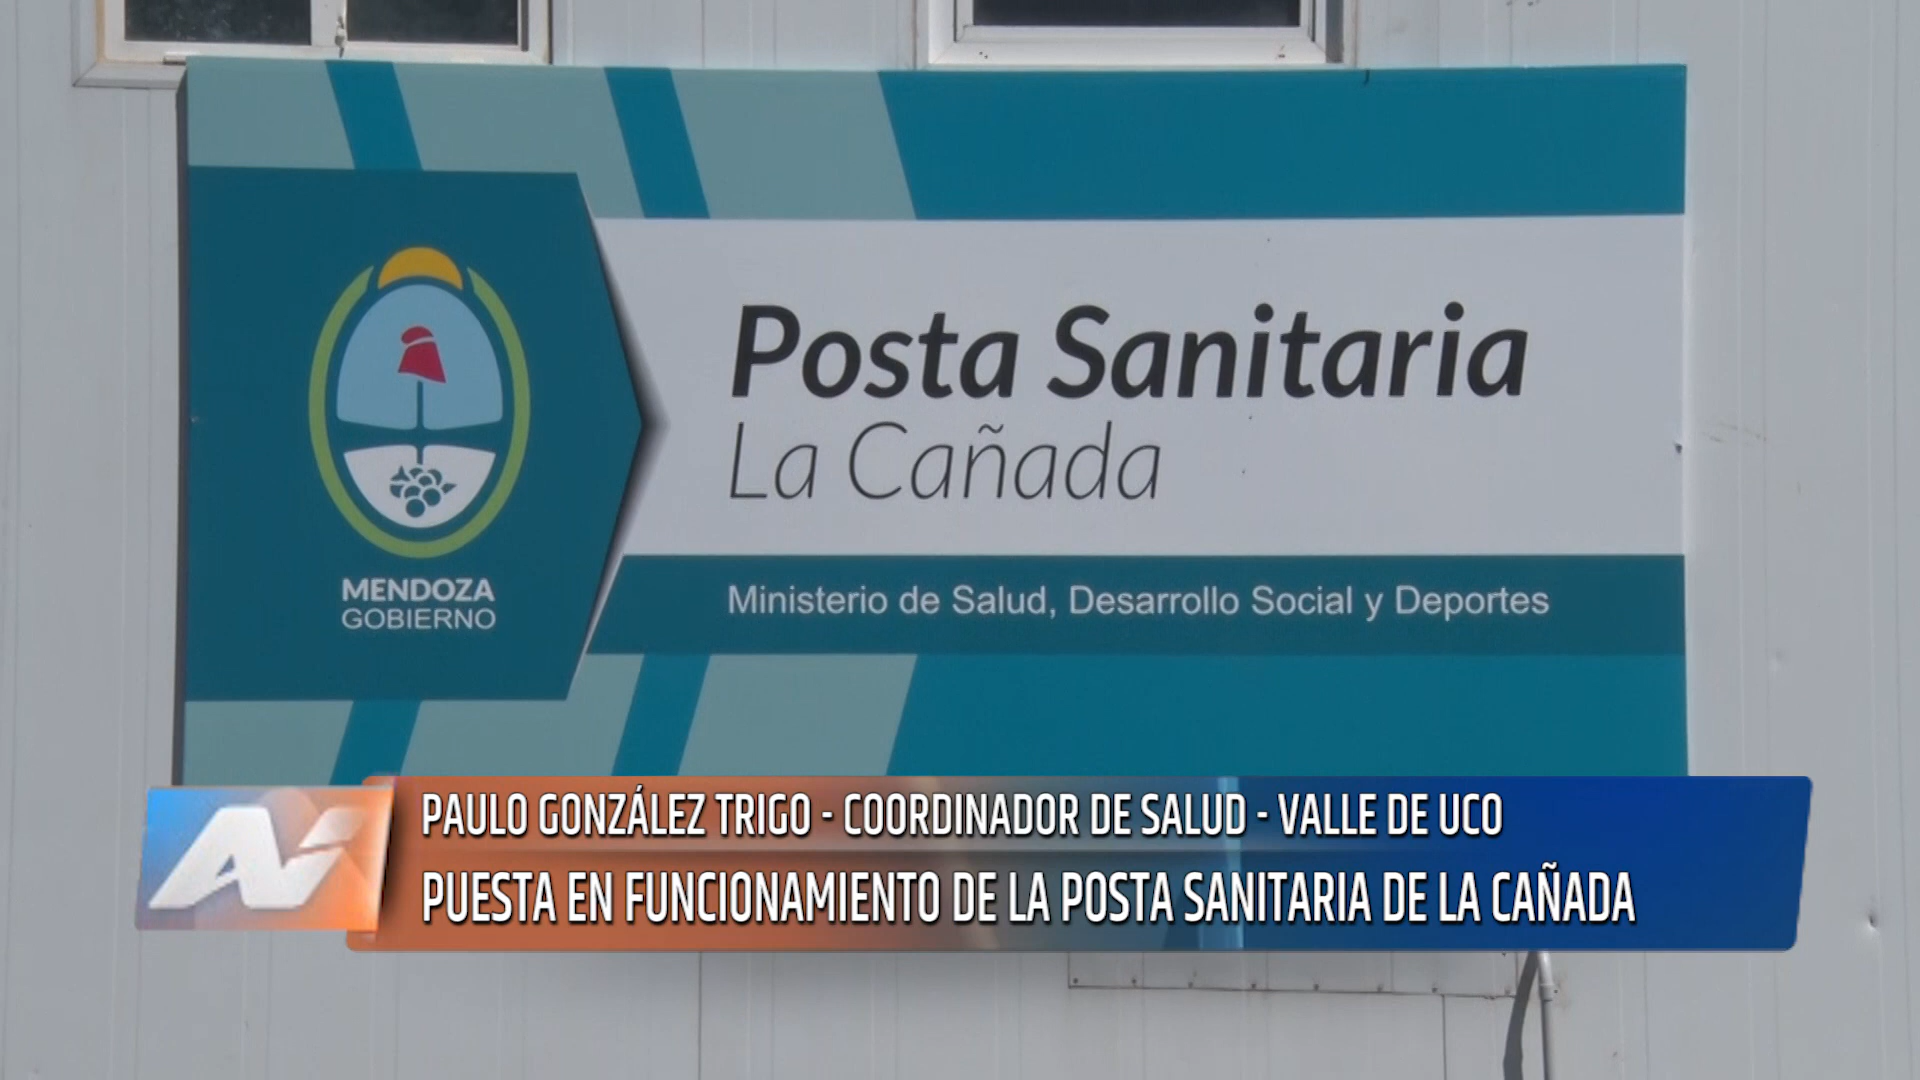 Posta Sanitaria
La Cañada
MENDOZA
GOBIERNO
Ministerio de Salud, Desarrollo Social y Deportes
PAULO GONZÁLEZ TRIGO - COORDINADOR DE SALUD - VALLE DE UCO
PUESTA EN FUNCIONAMIENTO DE LA POSTA SANITARIA DE LA CAÑADA